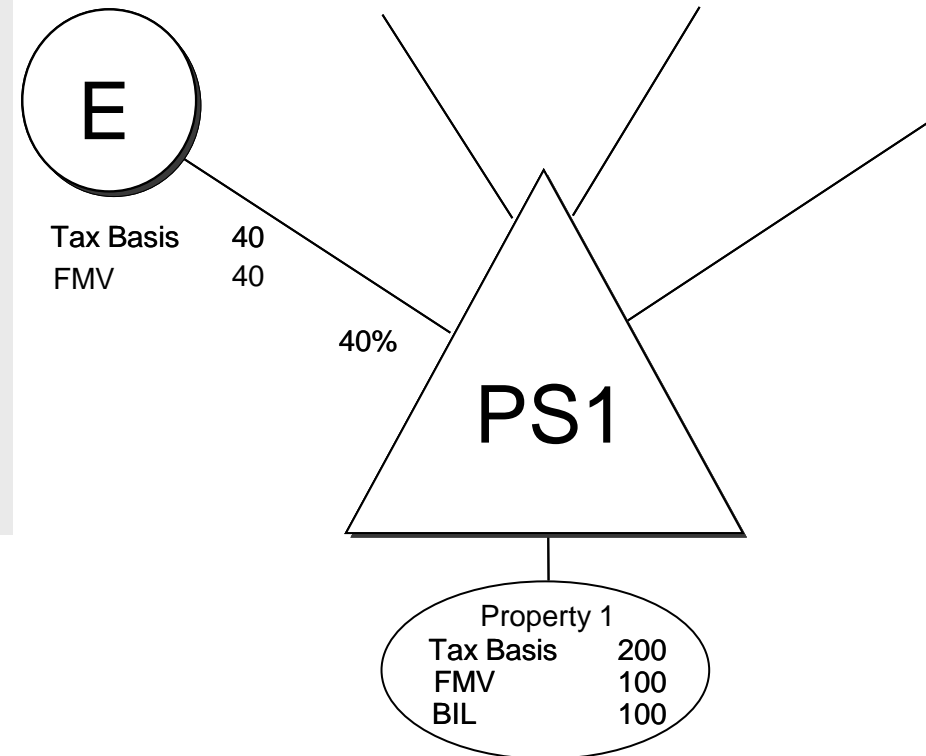 E
Tax Basis 40
FMV 40
40%
PS1
Property 1
Tax Basis 200
FMV 100
BIL 100